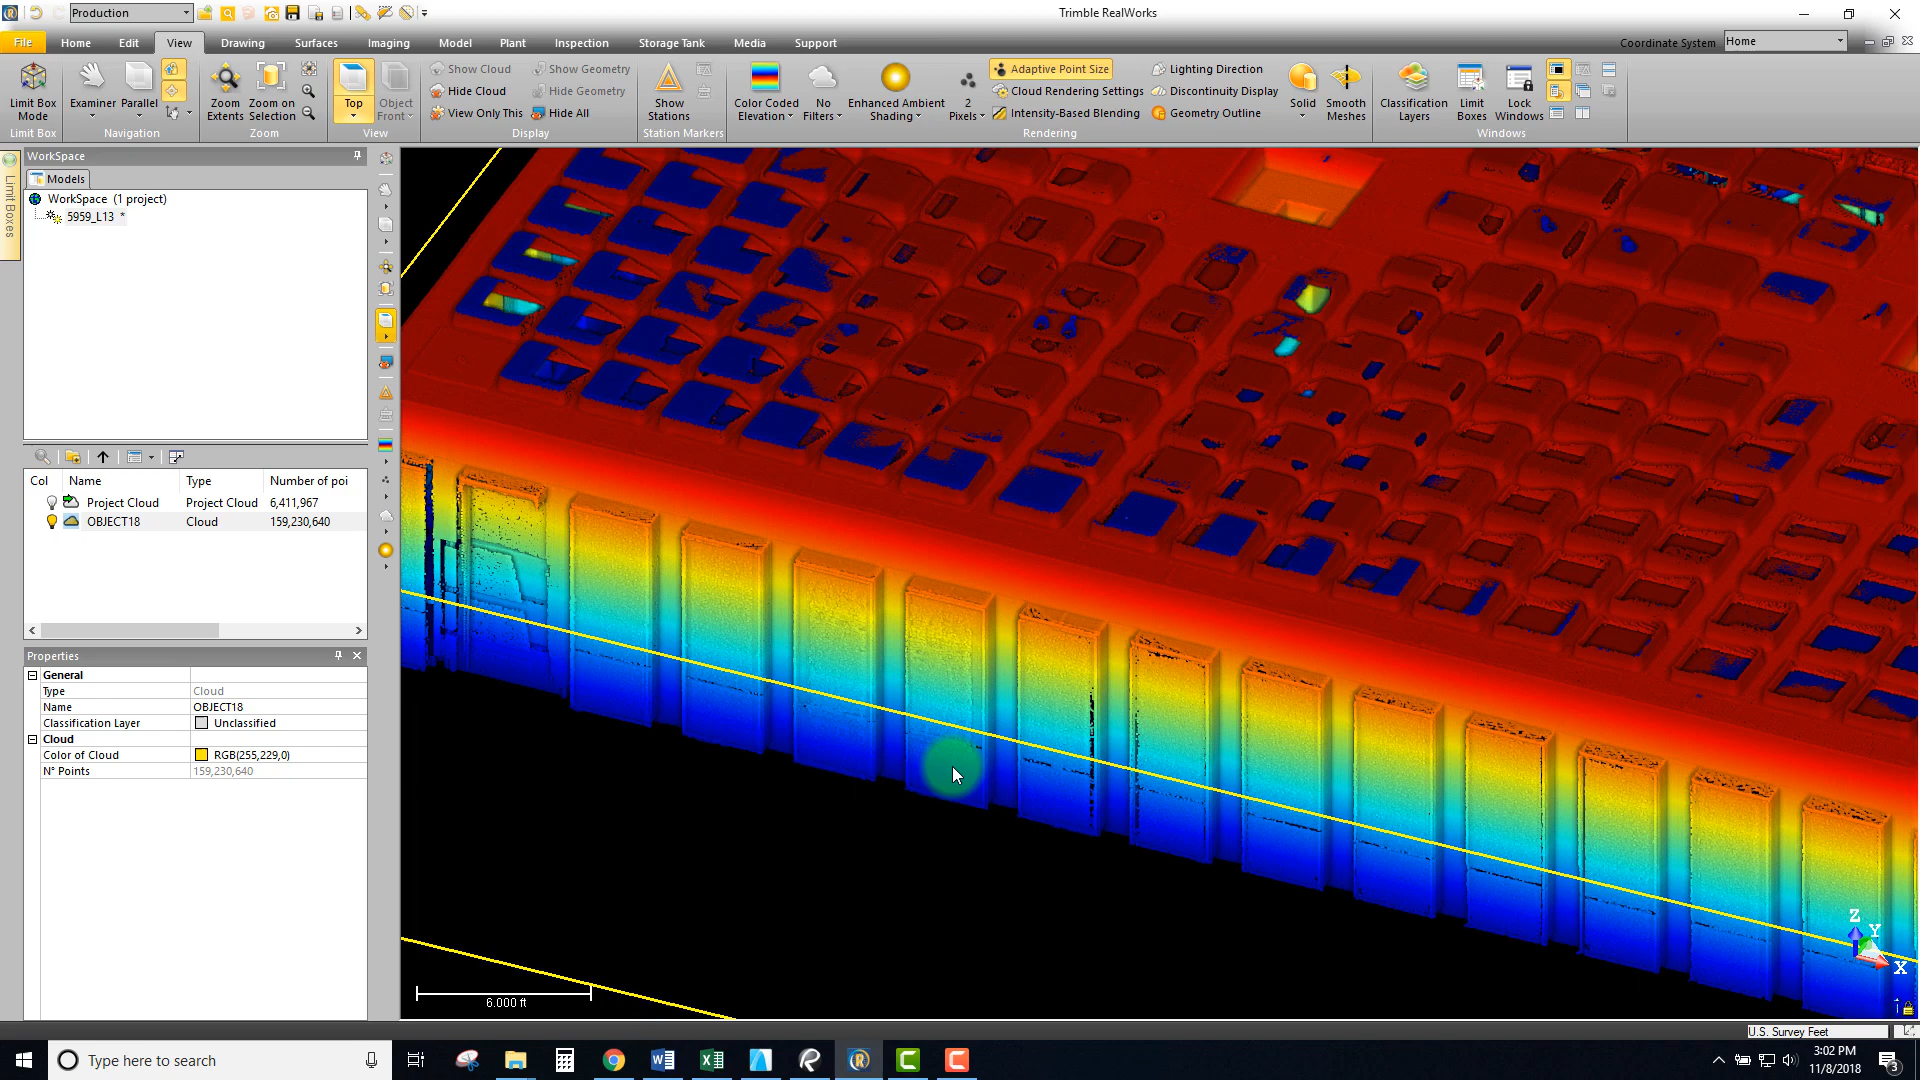 Production
Trimble RealWorks
File
Home
Edit
View
Drawing
Surfaces
Imaging
Model
Plant
Inspection
Storage Tank
Media
Support
Coordinate System
Home
Limit Box
Mode
Limit Box
Examiner
Parallel
Navigation
Zoom
Extents
Zoom on
Selection
Zoom
Top
Object
Front
View
Show Cloud
Hide Cloud
View Only This
Show Geometry
Hide Geometry
Hide All
Display
Show
Stations
Station Markers
Color Coded
Elevation
No
Filters
Enhanced Ambient
Shading
2
Pixels
Adaptive Point Size
Cloud Rendering Settings
Intensity-Based Blending
Lighting Direction
Discontinuity Display
Geometry Outline
Solid
Smooth
Meshes
Rendering
Classification
Layers
Limit
Boxes
Lock
Windows
Windows
Limit Boxes
WorkSpace
Models
WorkSpace (1 project)
5959_L13 *
Col Name Type Number of poi
Project Cloud Project Cloud 6,411,967
OBJECT18 Cloud 159,230,640
Properties
General
Type Cloud
Name OBJECT18
Classification Layer Unclassified
Cloud
Color of Cloud RGB(255,229,0)
N° Points 159,230,640
6.000 ft
Z
Y
X
U.S. Survey Feet
Type here to search
3:02 PM
11/8/2018
3